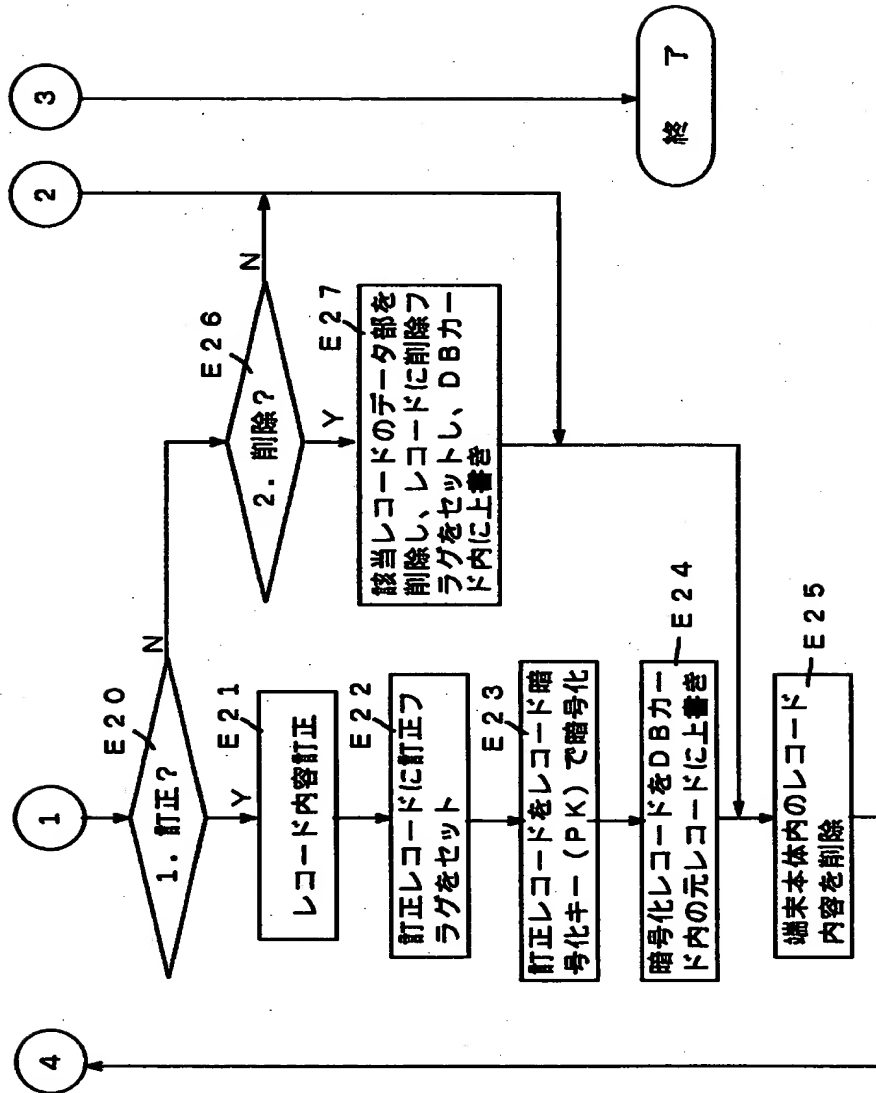 4
1
2
3
1. 訂正?
E20
N
Y
レコード内容訂正
E21
訂正レコードに訂正フ
ラグをセット
E22
訂正レコードをレコード暗
号化キー(PK)で暗号化
E23
暗号化レコードをDBカー
ド内の元レコードに上書き
E24
端末本体内のレコード
内容を削除
E25
2. 削除?
E26
N
Y
該当レコードのデータ部を
削除し、レコードに削除フ
ラグをセットし、DBカー
ド内に上書き
E27
終 了